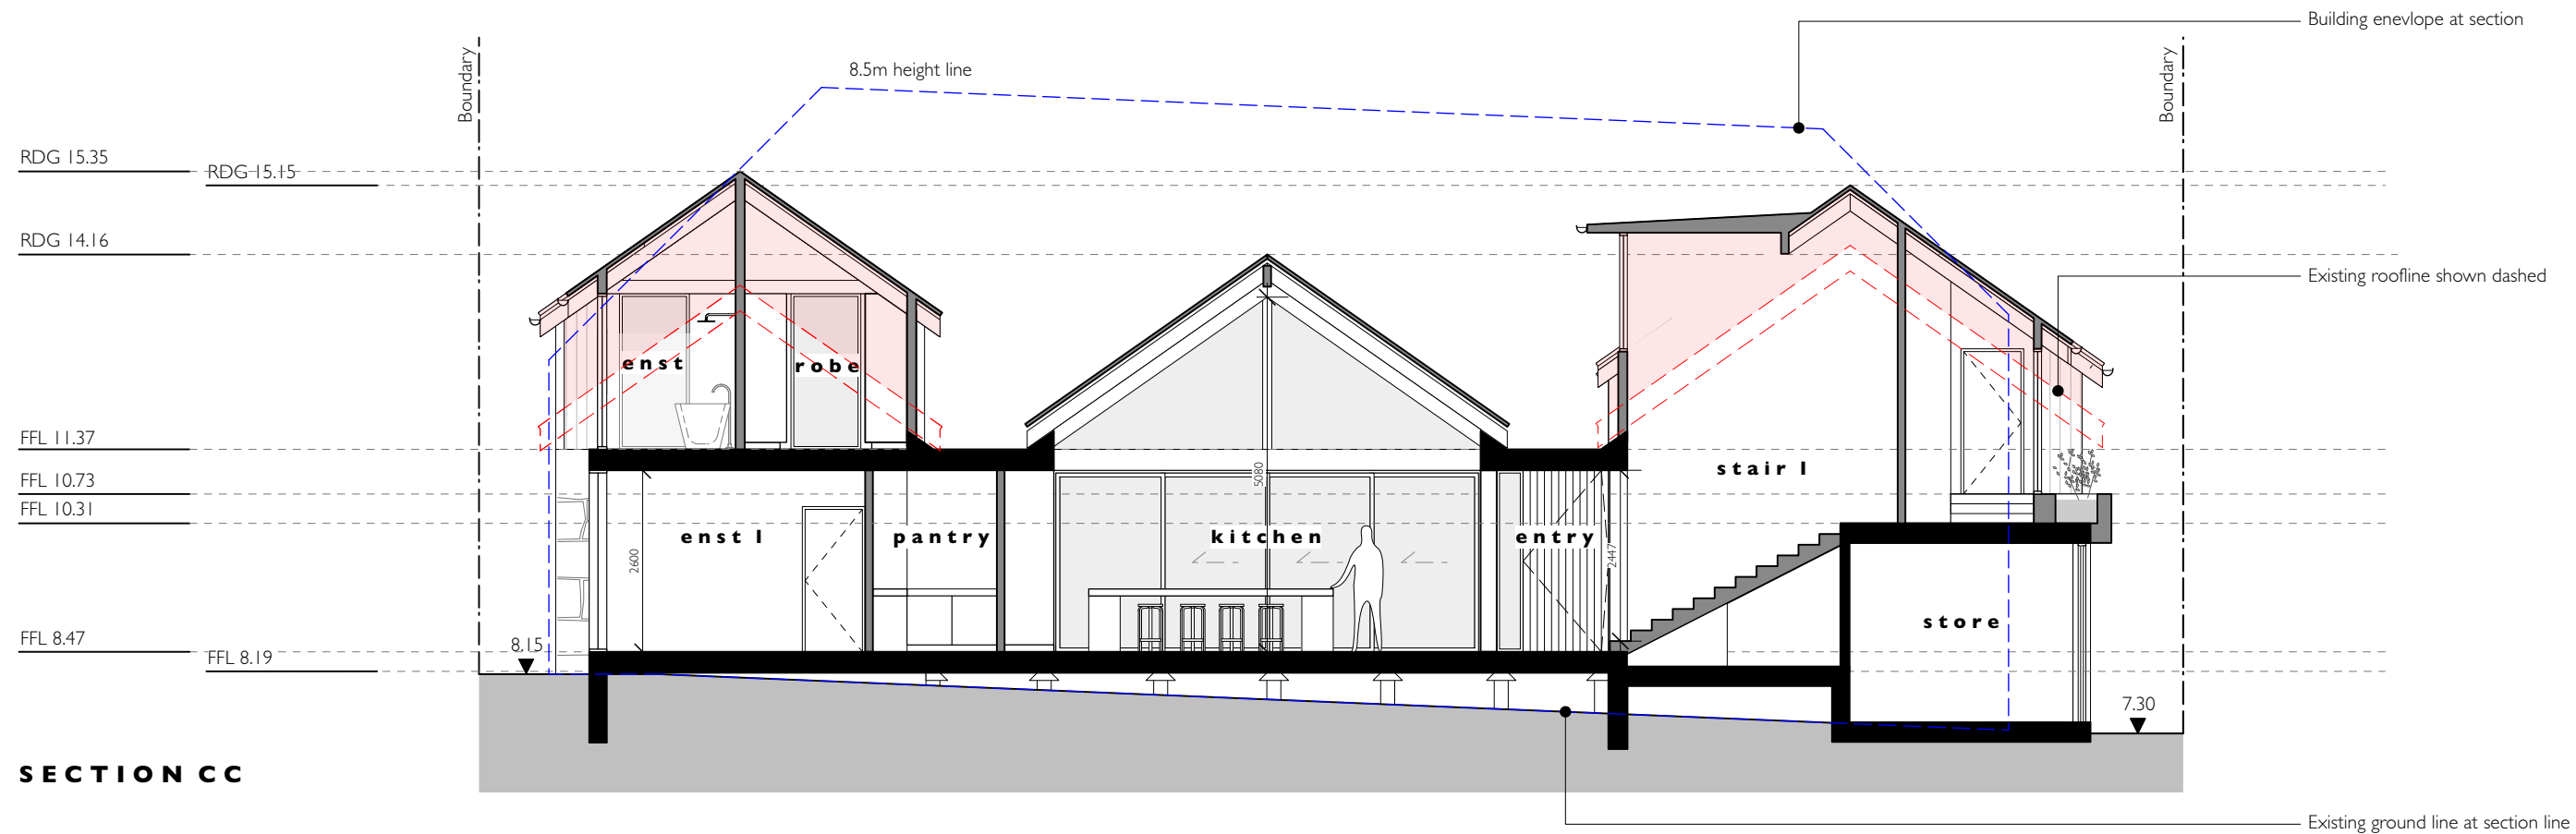 Building enevlope at section
Boundary
8.5m height line
Boundary
RDG 15.35
RDG 15.15
RDG 14.16
Existing roofline shown dashed
enst
robe
FFL 11.37
stair 1
FFL 10.73
5080
FFL 10.31
enst 1
pantry
kitchen
entry
2600
2447
store
FFL 8.47
8.15
FFL 8.19
7.30
SECTION CC
Existing ground line at section line